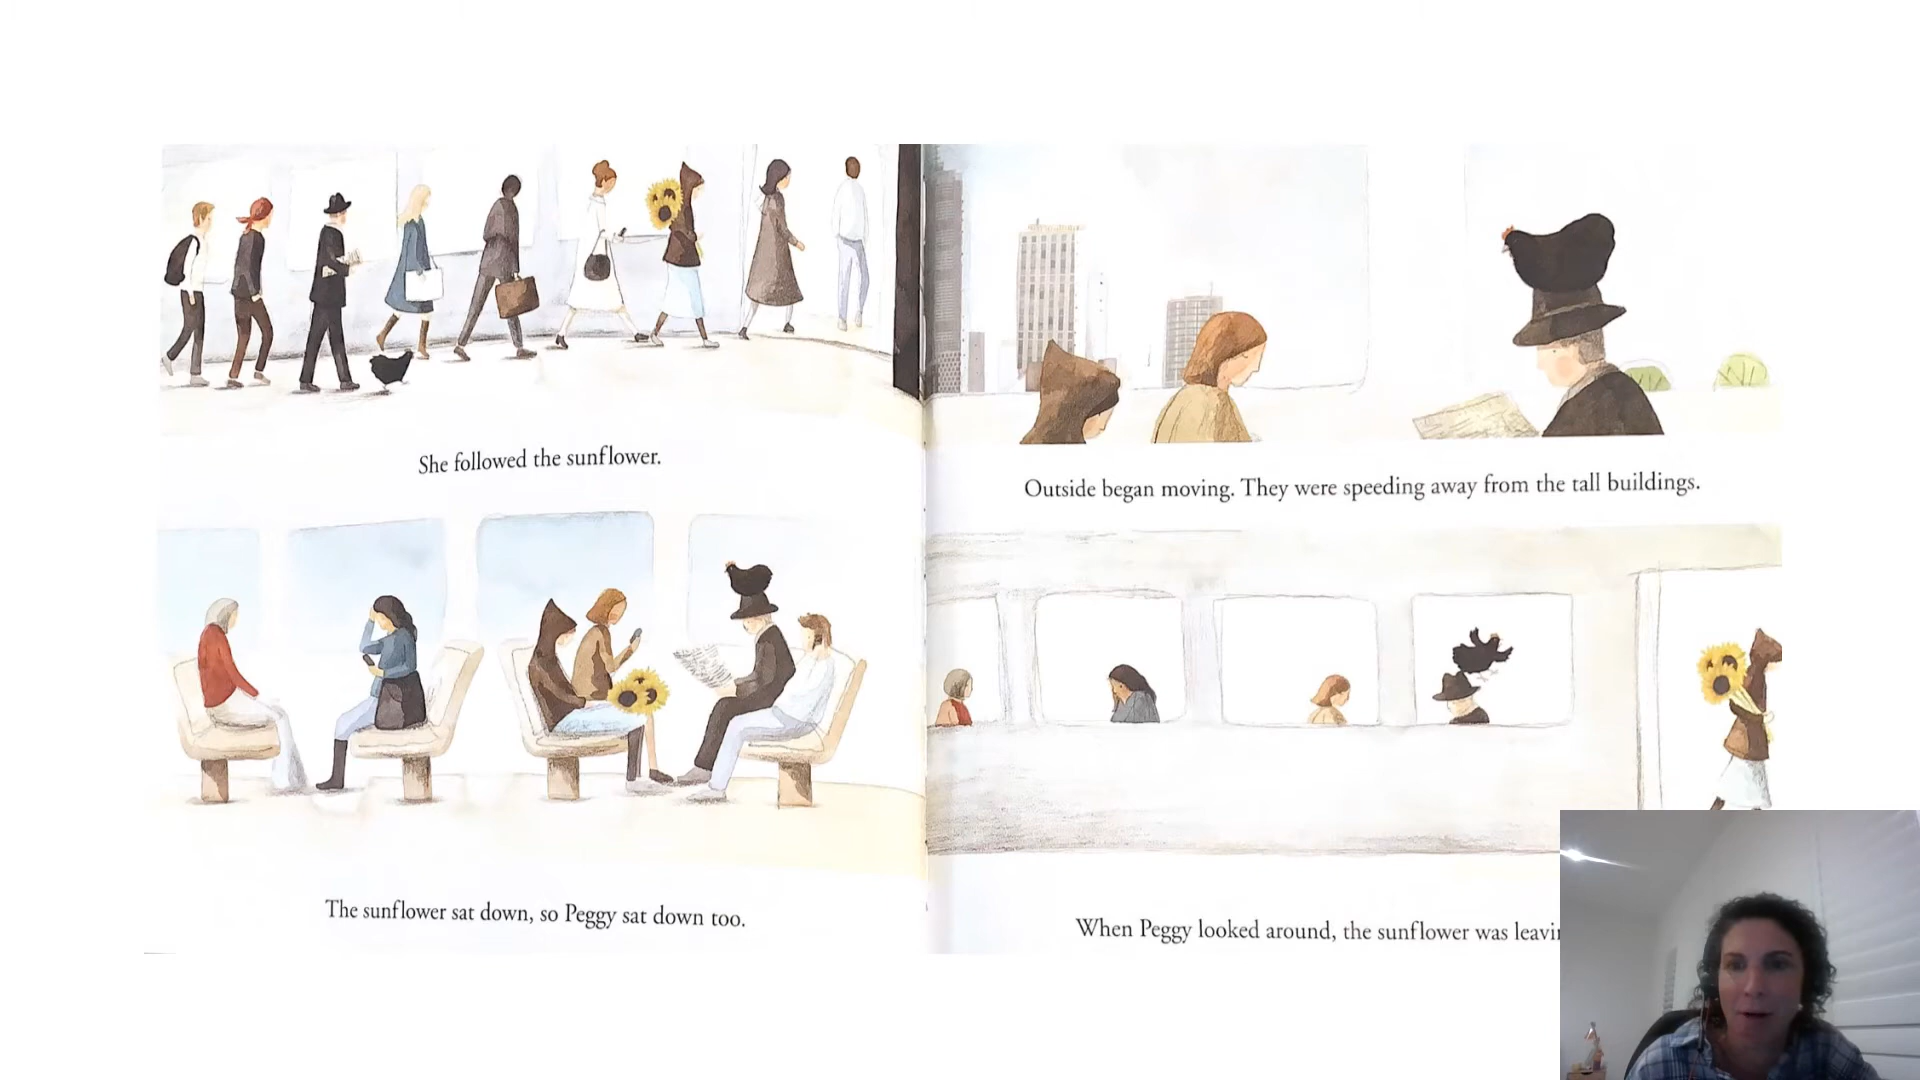 She followed the sunflower.
The sunflower sat down, so Peggy sat down too.
Outside began moving. They were speeding away from the tall buildings.
When Peggy looked around, the sunflower was